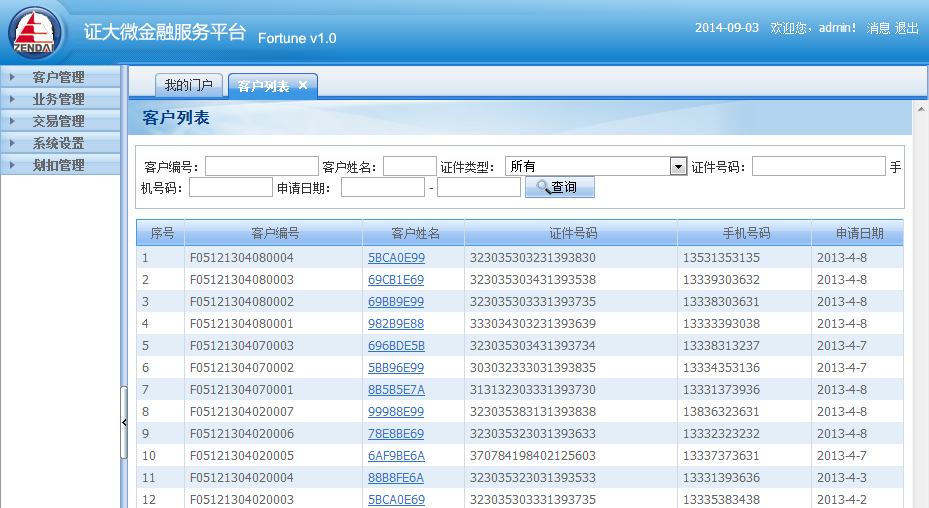 ZENDAI
证大微金融服务平台 Fortune v1.0
2014-09-03 欢迎您，admin! 消息 退出
客户管理
业务管理
交易管理
系统设置
划扣管理
我的门户 客户列表 ×
客户列表
客户编号： 客户姓名： 证件类型： 所有 证件号码： 手
机号码： 申请日期： - 查询
序号 客户编号 客户姓名 证件号码 手机号码 申请日期
1 F05121304080004 5BCA0E99 323035303231393830 13531353135 2013-4-8
2 F05121304080003 69CB1E69 323035303431393538 13339303632 2013-4-8
3 F05121304080002 69BB9E99 323035303331393735 13338303631 2013-4-8
4 F05121304080001 982B9E88 333034303231393639 13333393038 2013-4-8
5 F05121304070003 696BDE5B 323035303431393734 13338313237 2013-4-7
6 F05121304070002 5BB96E99 303032333031393835 13334353136 2013-4-7
7 F05121304070001 8B5B5E7A 313132303331393730 13331373936 2013-4-8
8 F05121304020007 99988E99 323035383131393838 13836323631 2013-4-8
9 F05121304020006 78E8BE69 323035323031393633 13332323232 2013-4-8
10 F05121304020005 6AF9BE6A 370784198402125603 13337373631 2013-4-7
11 F05121304020004 88B8FE6A 323035323031393533 13331393636 2013-4-3
12 F05121304020003 5BCA0E69 323035303331393735 13335383438 2013-4-2